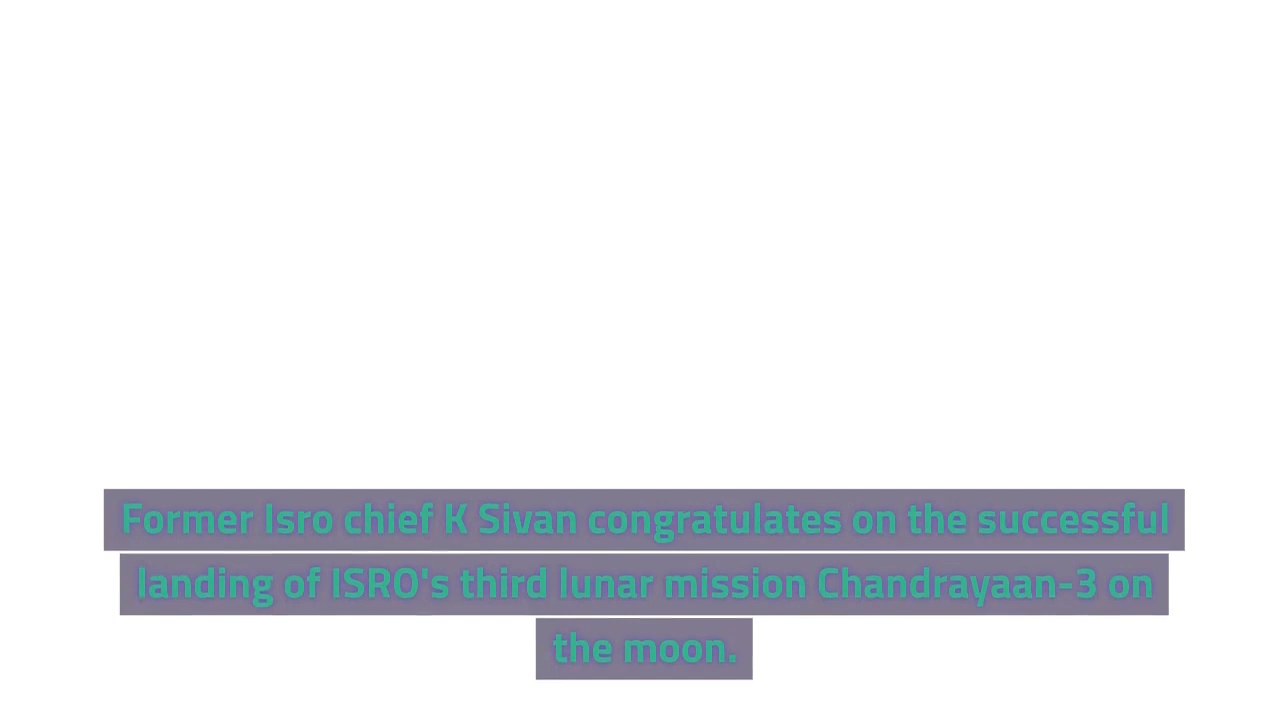 Former Isro chief K Sivan congratulates on the successful
landing of ISRO's third lunar mission Chandrayaan-3 on
the moon.